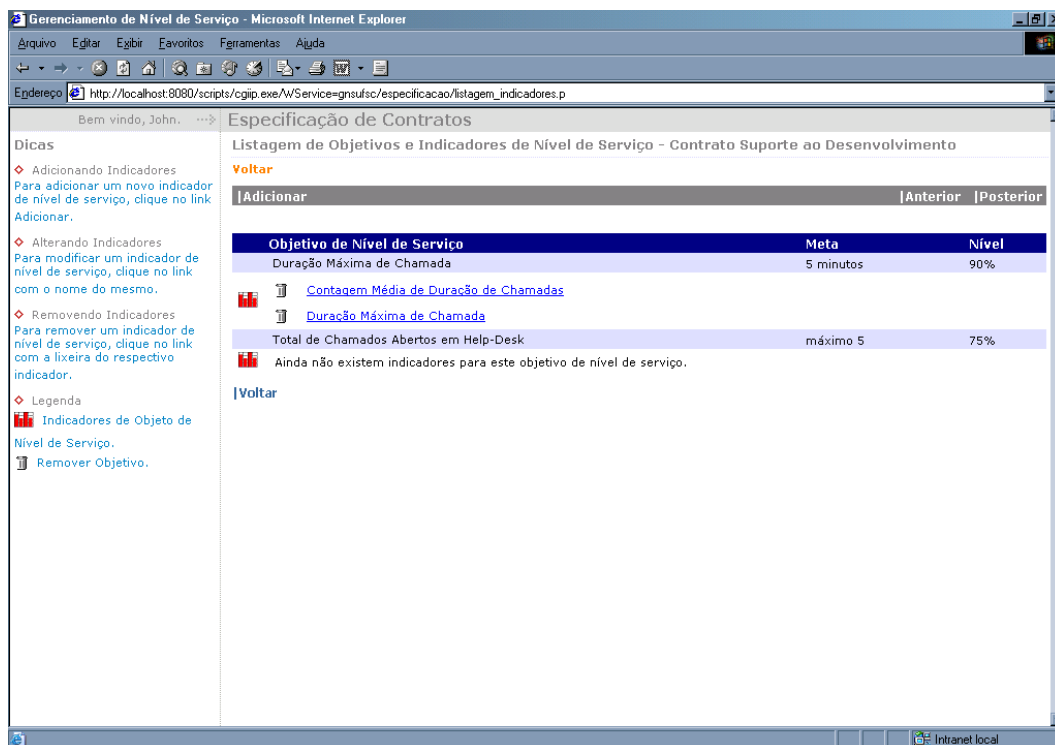 Gerenciamento de Nível de Serviço - Microsoft Internet Explorer
Arquivo Editar Exibir Favoritos Ferramentas Ajuda
Endereço http://localhost:8080/scripts/cgiip.exe/WService=gnsufsc/especificacao/listagem_indicadores.p
Bem vindo, John.
Dicas
Adicionando Indicadores
Para adicionar um novo indicador
de nível de serviço, clique no link
Adicionar.
Alterando Indicadores
Para modificar um indicador de
nível de serviço, clique no link
com o nome do mesmo.
Removendo Indicadores
Para remover um indicador de
nível de serviço, clique no link
com a lixeira do respectivo
indicador.
Legenda
Indicadores de Objeto de
Nível de Serviço.
Remover Objetivo.
Especificação de Contratos
Listagem de Objetivos e Indicadores de Nível de Serviço - Contrato Suporte ao Desenvolvimento
Voltar
|Adicionar |Anterior |Posterior
Objetivo de Nível de Serviço Meta Nível
Duração Máxima de Chamada 5 minutos 90%
Contagem Média de Duração de Chamadas
Duração Máxima de Chamada
Total de Chamados Abertos em Help-Desk máximo 5 75%
Ainda não existem indicadores para este objetivo de nível de serviço.
|Voltar
Intranet local